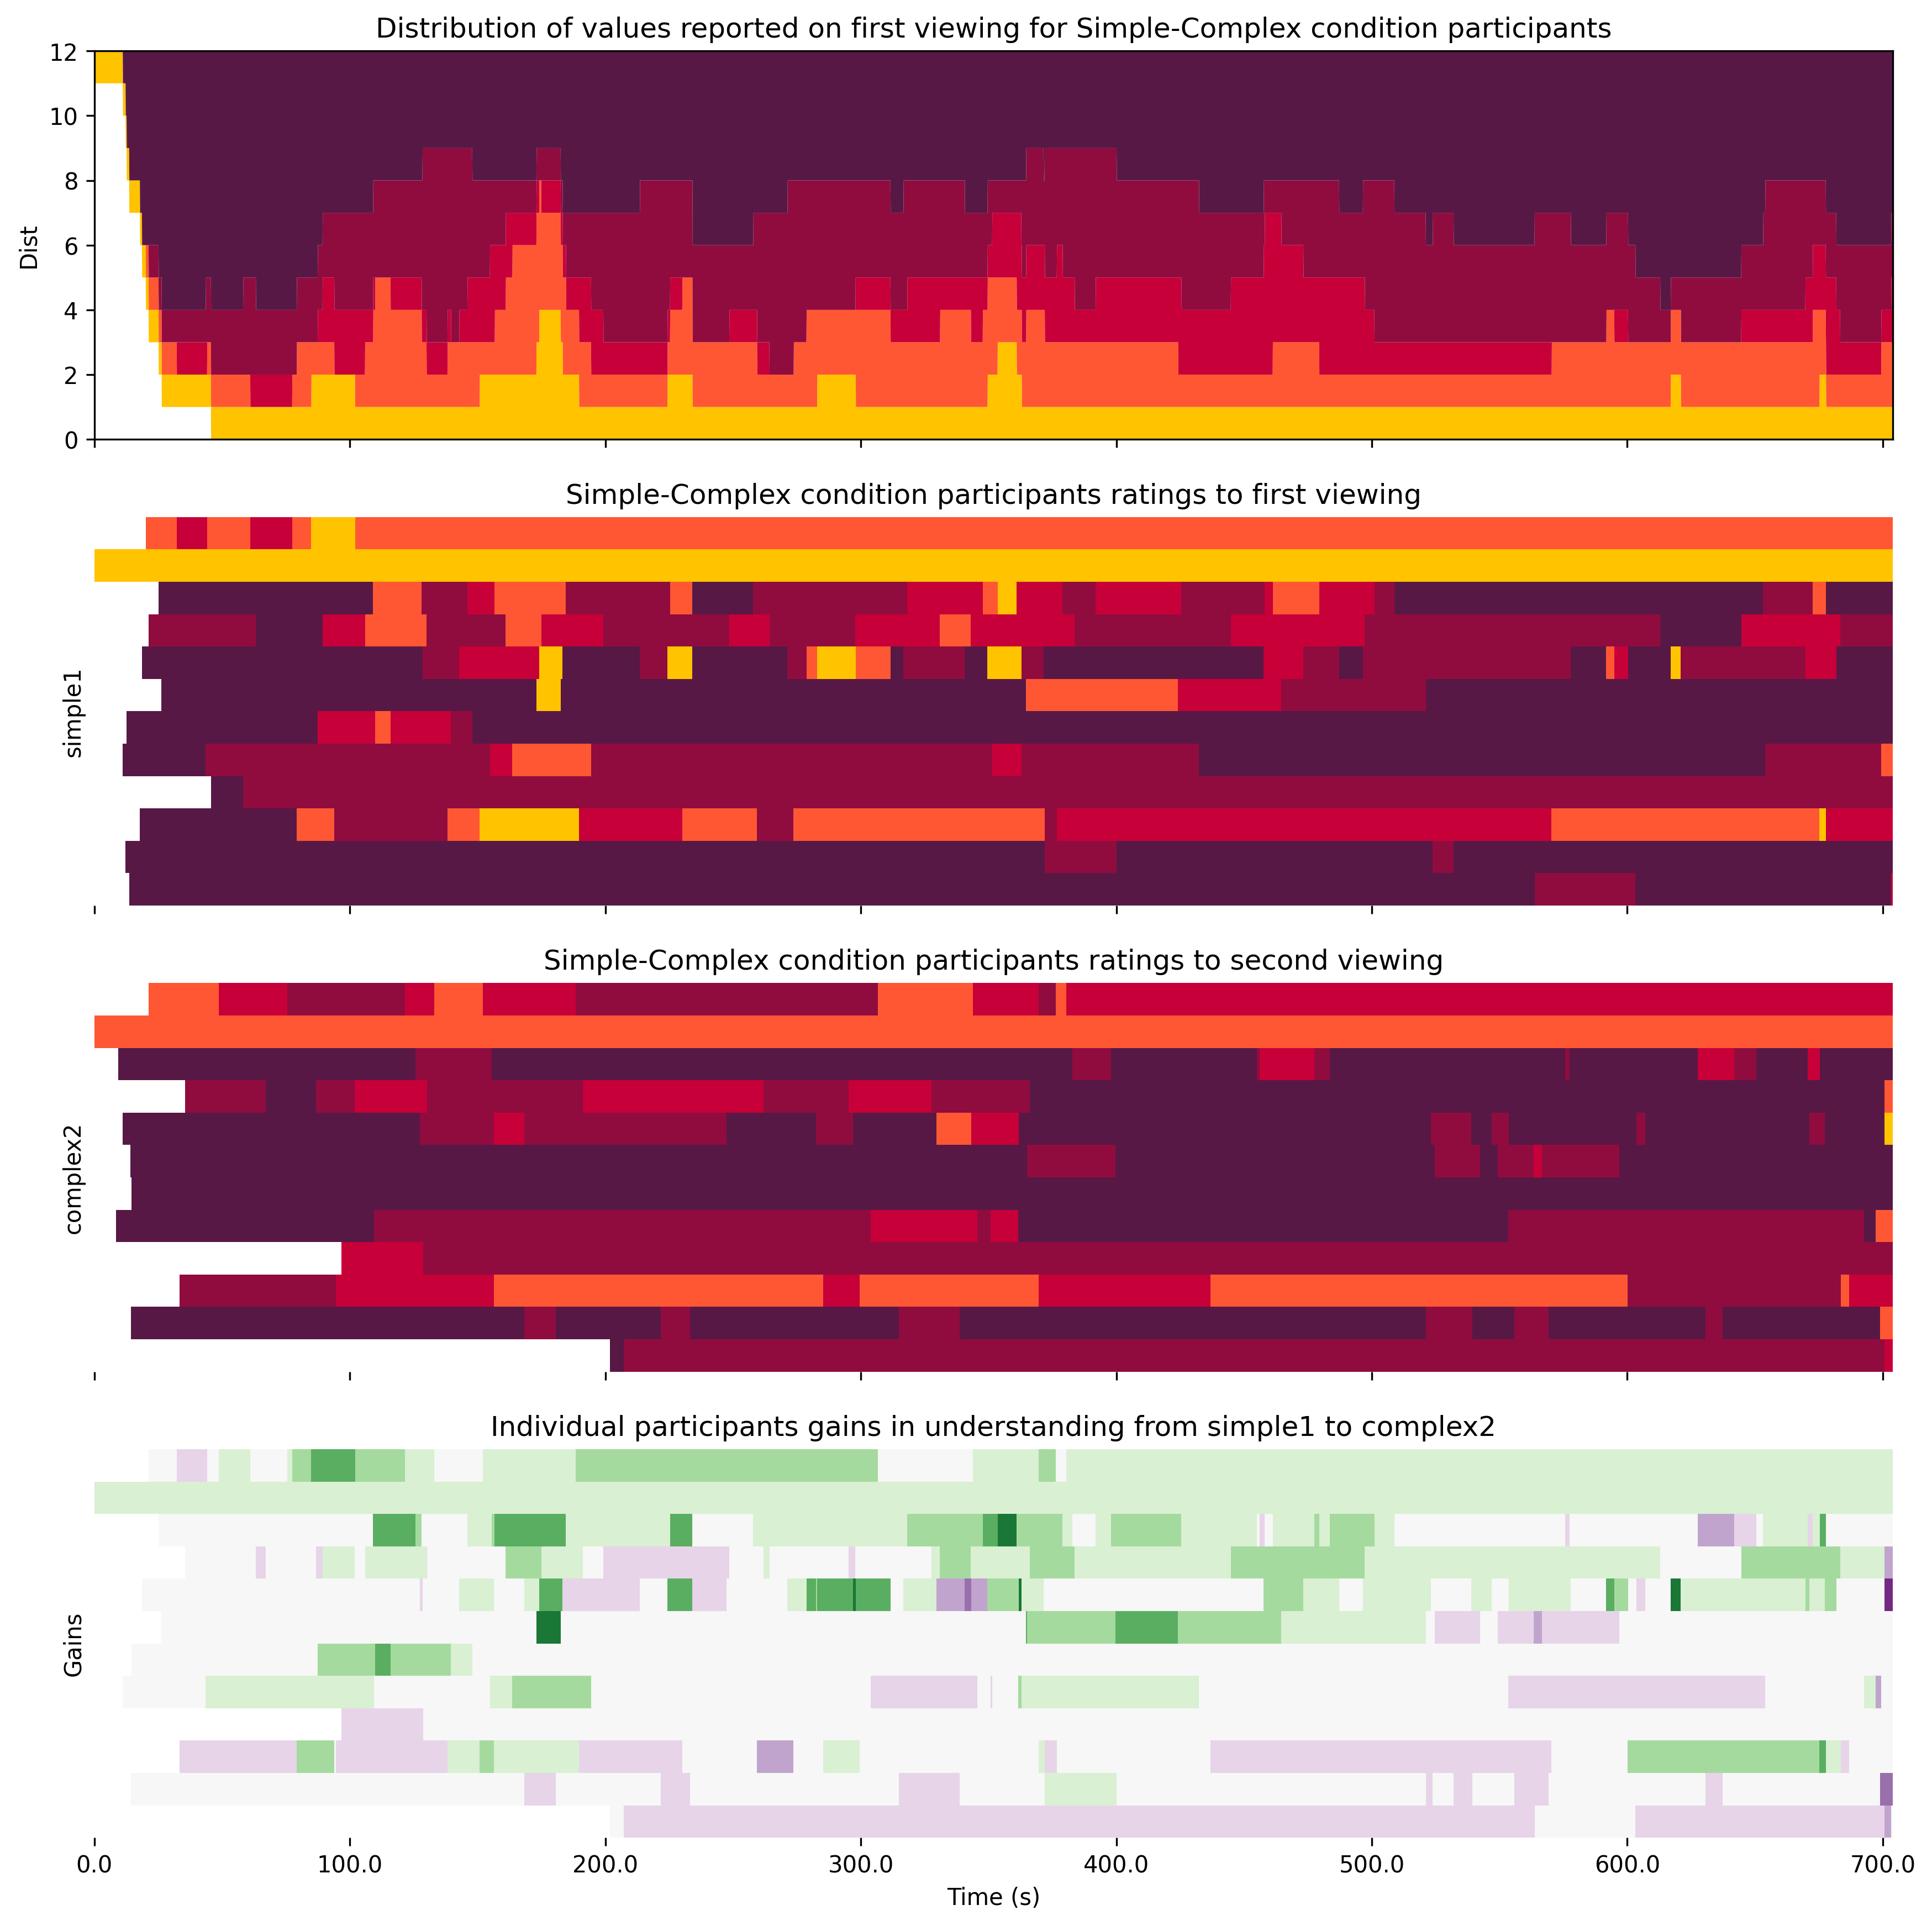 Distribution of values reported on first viewing for Simple-Complex condition participants
12
10
8
6
4
2
0
Dist
Simple-Complex condition participants ratings to first viewing
simple1
Simple-Complex condition participants ratings to second viewing
complex2
Individual participants gains in understanding from simple1 to complex2
Gains
0.0 100.0 200.0 300.0 400.0 500.0 600.0 700.0
Time (s)